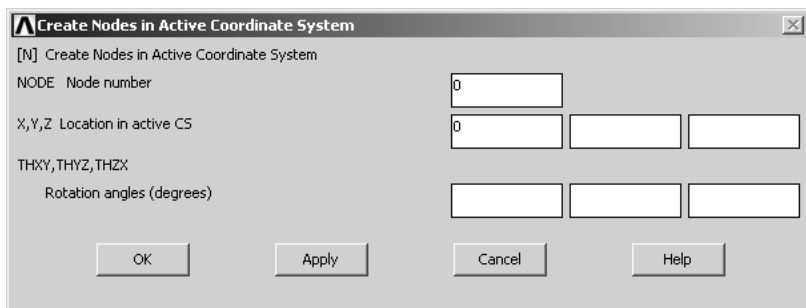 Create Nodes in Active Coordinate System
[N] Create Nodes in Active Coordinate System
NODE Node number
0
X,Y,Z Location in active CS
0
THXY,THYZ,THZX
Rotation angles (degrees)
OK Apply Cancel Help